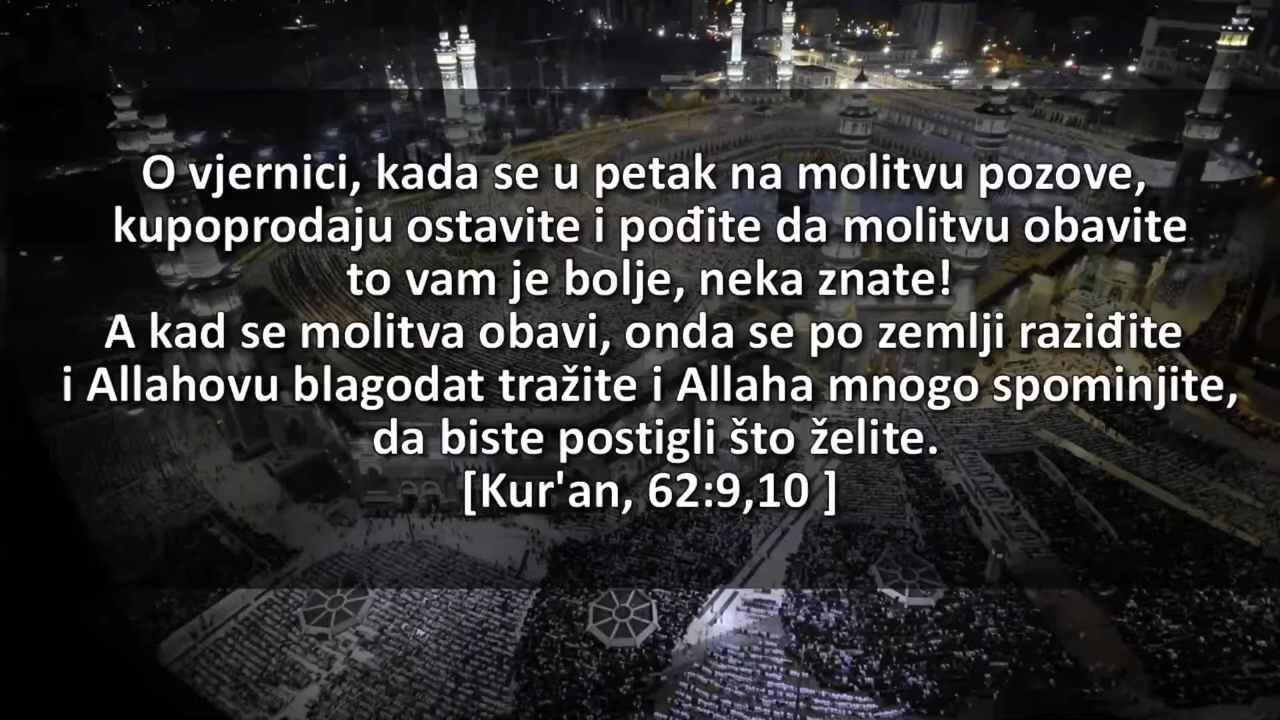 O vjernici, kada se u petak na molitvu pozove,
kupoprodaju ostavite i pođite da molitvu obavite
to vam je bolje, neka znate!
A kad se molitva obavi, onda se po zemlji raziđite
i Allahovu blagodat tražite i Allaha mnogo spominjite,
da biste postigli što želite.
[Kur'an, 62:9,10 ]